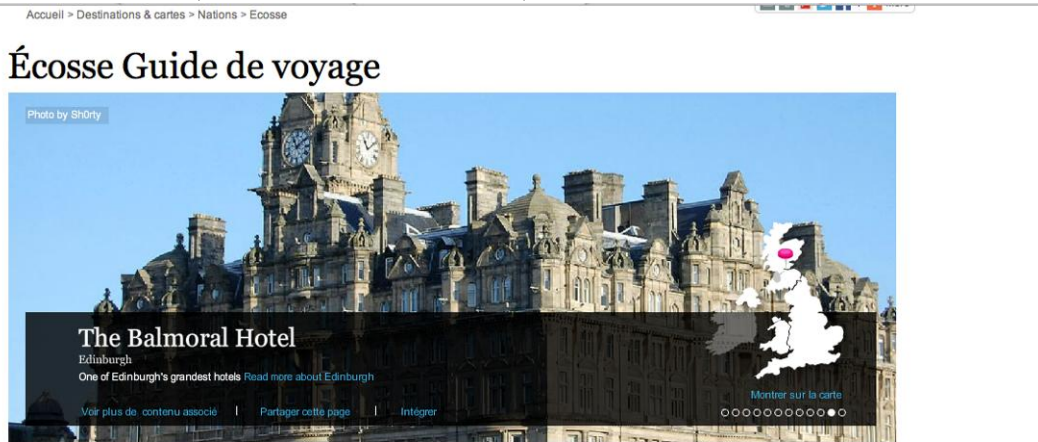 Accueil > Destinations & cartes > Nations > Ecosse
Écosse Guide de voyage
Photo by Sh0rty
The Balmoral Hotel
Edinburgh
One of Edinburgh's grandest hotels Read more about Edinburgh
Montrer sur la carte
Voir plus de contenu associé | Partager cette page | Intégrer